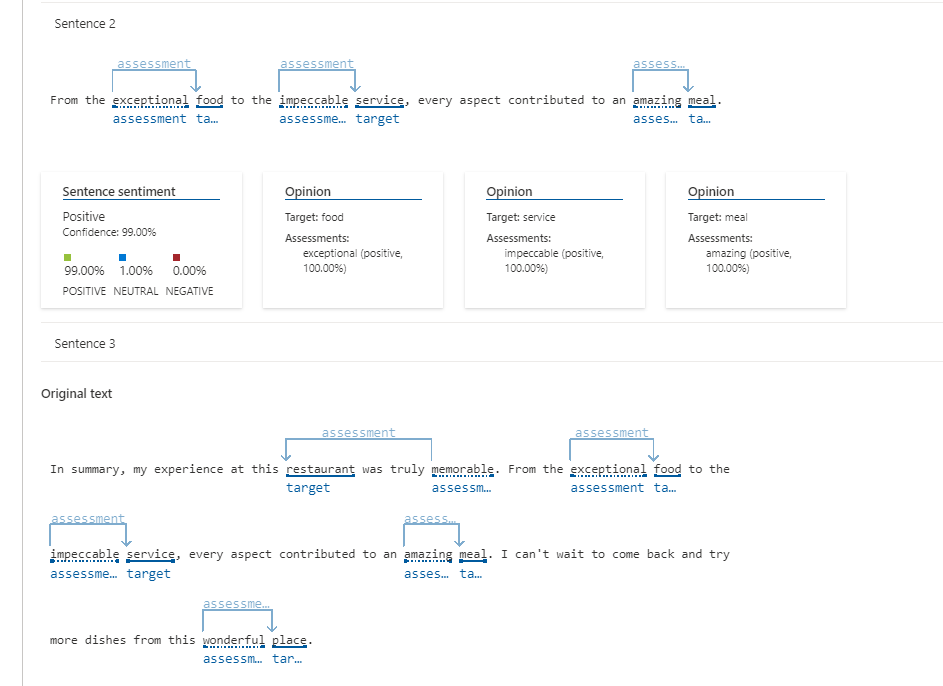 Sentence 2
assessment assessment assess...
From the exceptional food to the impeccable service, every aspect contributed to an amazing meal.
assessment ta... assessme... target asses... ta...
Sentence sentiment
Positive
Confidence: 99.00%
99.00% 1.00% 0.00%
POSITIVE NEUTRAL NEGATIVE
Opinion
Target: food
Assessments:
exceptional (positive,
100.00%)
Opinion
Target: service
Assessments:
impeccable (positive,
100.00%)
Opinion
Target: meal
Assessments:
amazing (positive,
100.00%)
Sentence 3
Original text
assessment assessment
In summary, my experience at this restaurant was truly memorable. From the exceptional food to the
target assessm... assessment ta...
assessment assess...
impeccable service, every aspect contributed to an amazing meal. I can't wait to come back and try
assessme... target asses... ta...
assessme...
more dishes from this wonderful place.
assessm... tar...